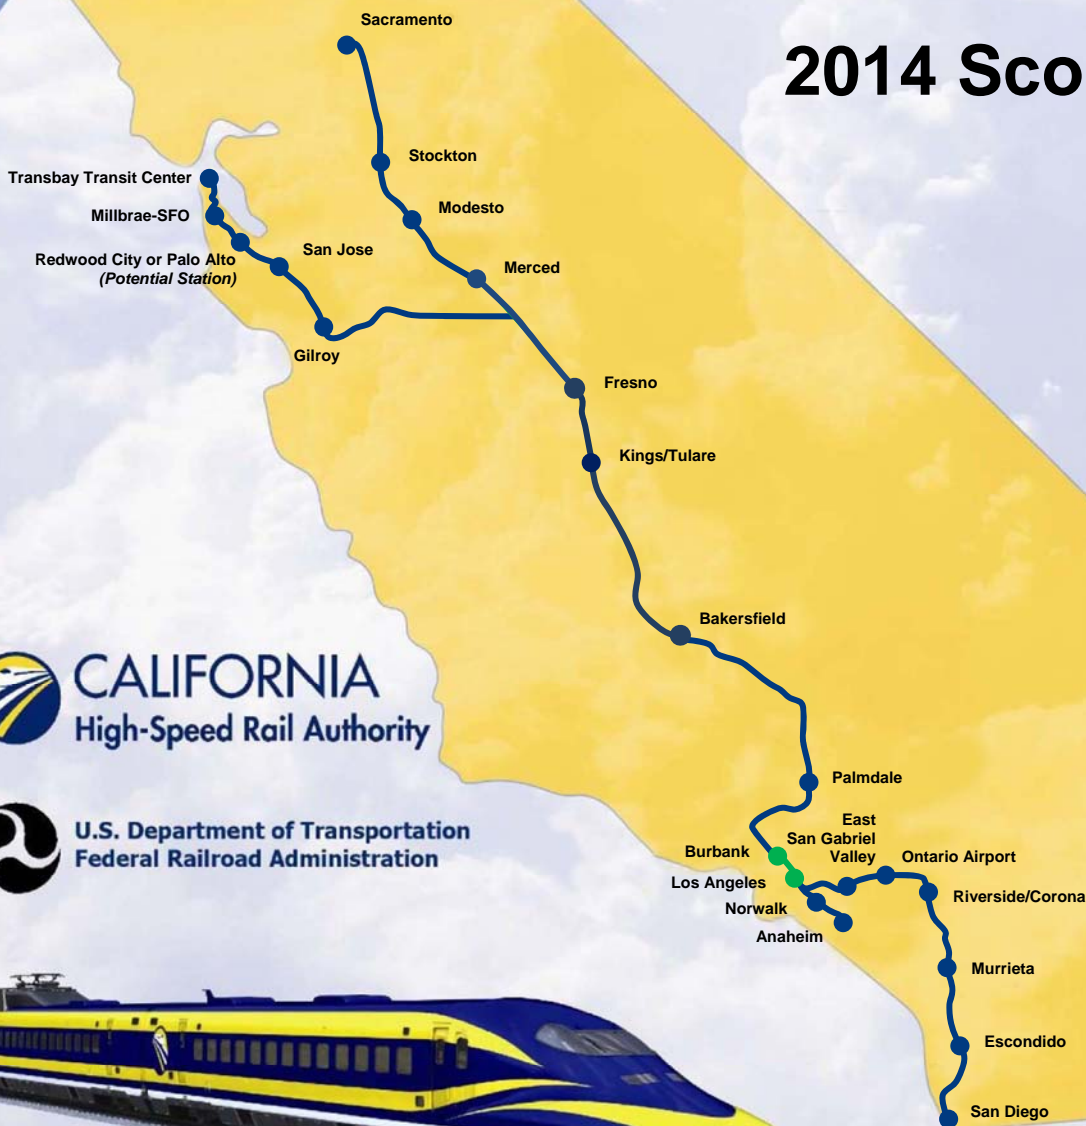 2014 Sco
Sacramento
Stockton
Transbay Transit Center
Modesto
Millbrae-SFO
San Jose
Redwood City or Palo Alto
(Potential Station)
Merced
Gilroy
Fresno
Kings/Tulare
Bakersfield
CALIFORNIA
High-Speed Rail Authority
Palmdale
U.S. Department of Transportation
Federal Railroad Administration
East
San Gabriel
Valley
Burbank
Ontario Airport
Los Angeles
Riverside/Corona
Norwalk
Anaheim
Murrieta
Escondido
San Diego